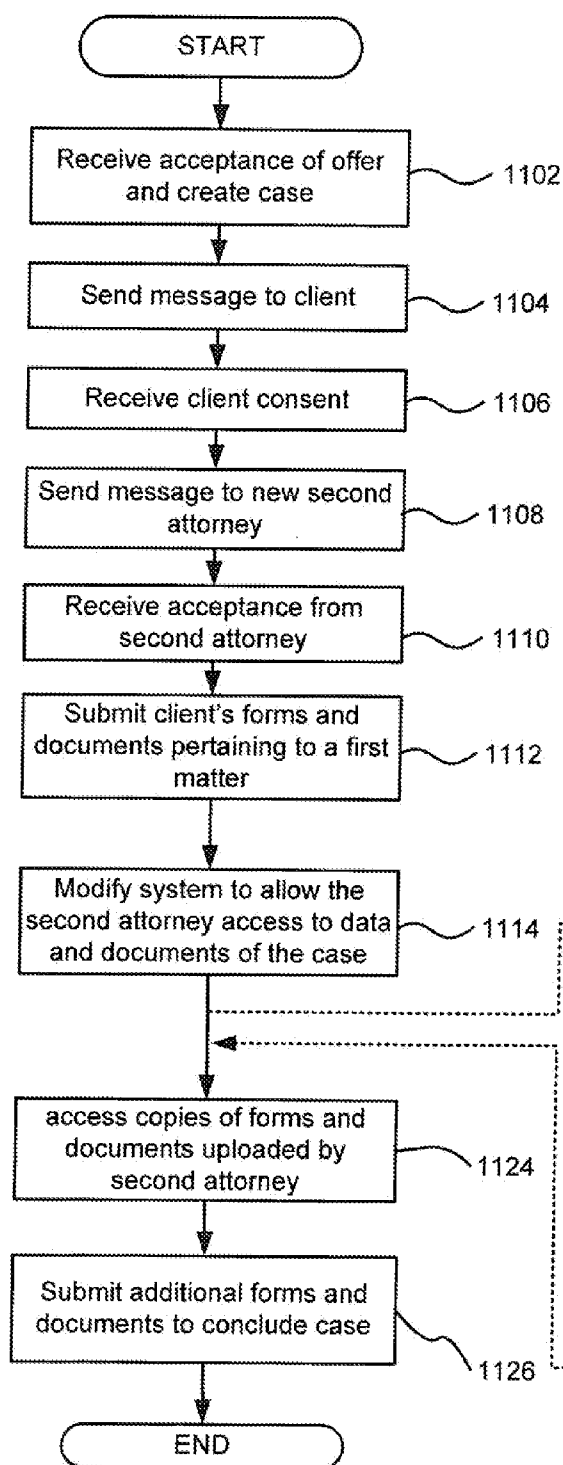 START
Receive acceptance of offer
and create case
1102
Send message to client
1104
Receive client consent
1106
Send message to new second
attorney
1108
Receive acceptance from
second attorney
1110
Submit client's forms and
documents pertaining to a first
matter
1112
Modify system to allow the
second attorney access to data
and documents of the case
1114
access copies of forms and
documents uploaded by
second attorney
1124
Submit additional forms and
documents to conclude case
1126
END